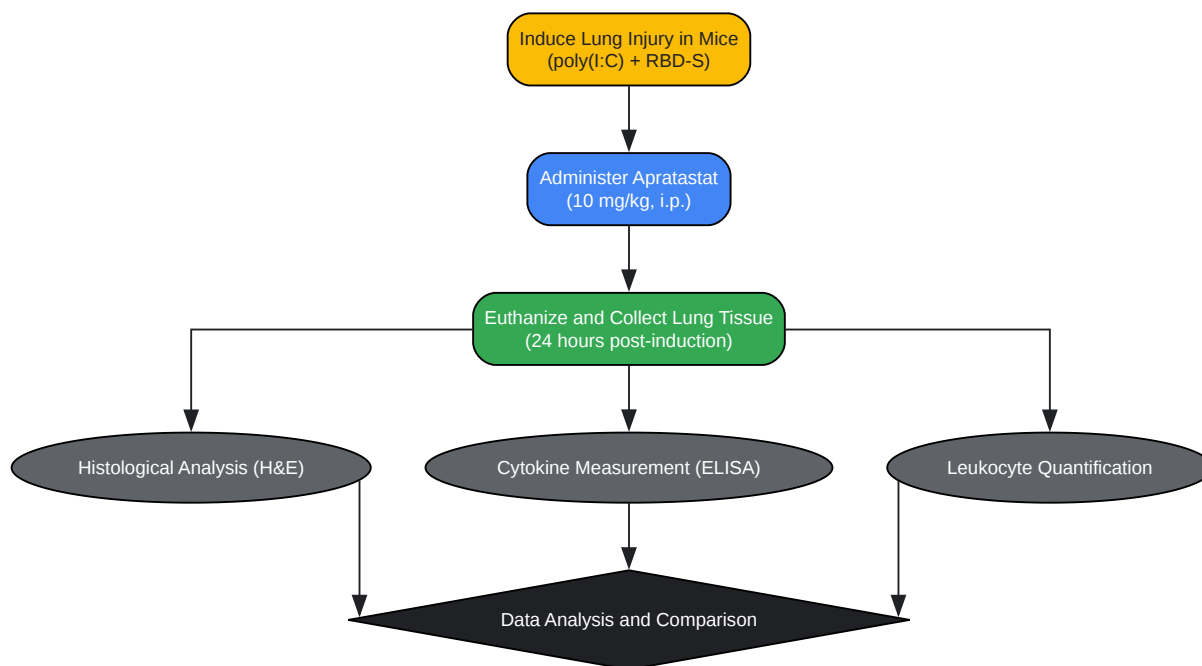 Induce Lung Injury in Mice
(poly(I:C) + RBD-S)
Administer Apratastat
(10 mg/kg, i.p.)
Euthanize and Collect Lung Tissue
(24 hours post-induction)
Histological Analysis (H&E)
Cytokine Measurement (ELISA)
Leukocyte Quantification
Data Analysis and Comparison